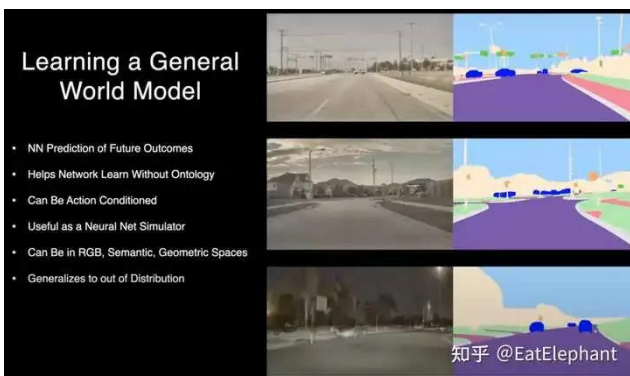 Learning a General
World Model
• NN Prediction of Future Outcomes
• Helps Network Learn Without Ontology
• Can Be Action Conditioned
• Useful as a Neural Net Simulator
• Can Be in RGB, Semantic, Geometric Spaces
• Generalizes to out of Distribution
知乎 @EatElephant